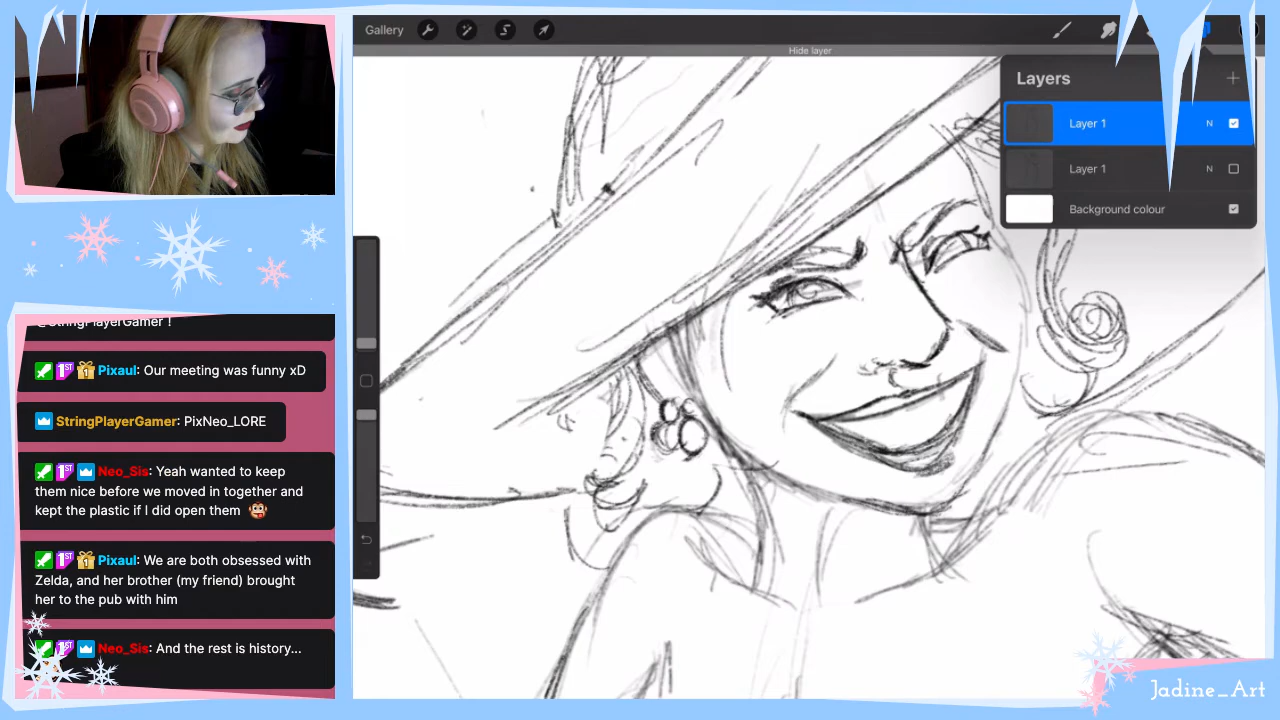 Gallery
Hide layer
Layers
Layer 1
N
Layer 1
N
Background colour
@StringPlayerGamer !
Pixaul: Our meeting was funny xD
StringPlayerGamer: PixNeo_LORE
Neo_Sis: Yeah wanted to keep
them nice before we moved in together and
kept the plastic if I did open them
Pixaul: We are both obsessed with
Zelda, and her brother (my friend) brought
her to the pub with him
Neo_Sis: And the rest is history...
Jadine_Art